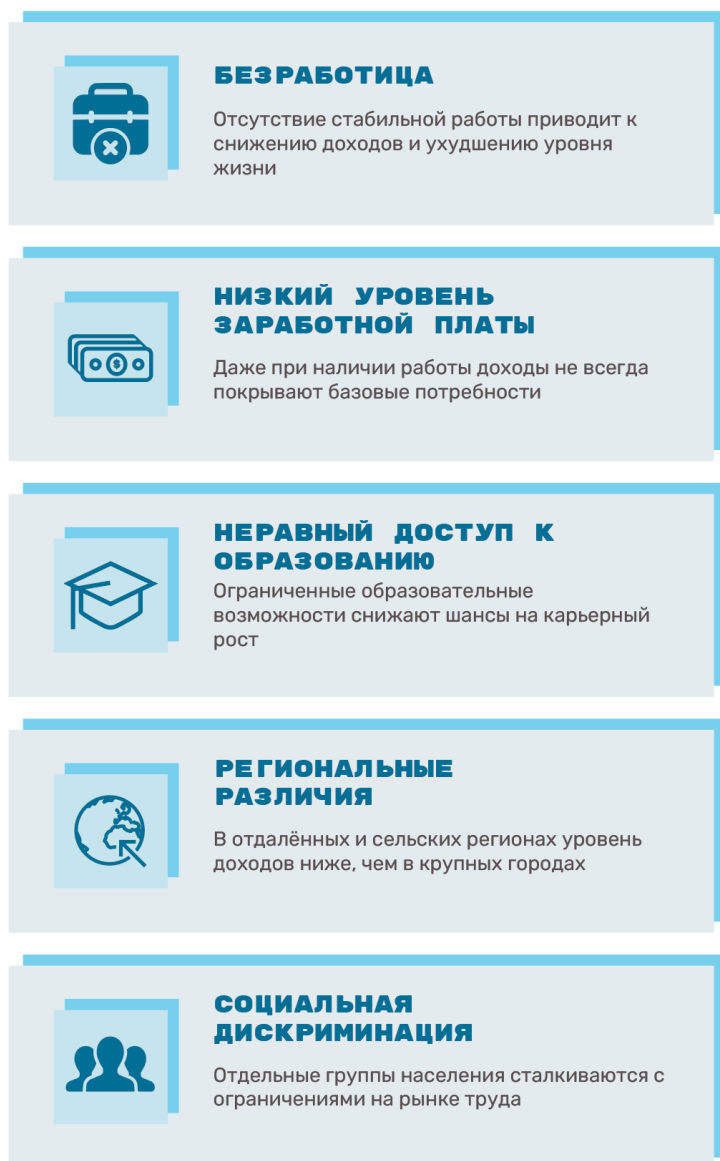 БЕЗРАБОТИЦА
Отсутствие стабильной работы приводит к
снижению доходов и ухудшению уровня
жизни
НИЗКИЙ УРОВЕНЬ
ЗАРАБОТНОЙ ПЛАТЫ
Даже при наличии работы доходы не всегда
покрывают базовые потребности
НЕРАВНЫЙ ДОСТУП К
ОБРАЗОВАНИЮ
Ограниченные образовательные
возможности снижают шансы на карьерный
рост
РЕГИОНАЛЬНЫЕ
РАЗЛИЧИЯ
В отдалённых и сельских регионах уровень
доходов ниже, чем в крупных городах
СОЦИАЛЬНАЯ
ДИСКРИМИНАЦИЯ
Отдельные группы населения сталкиваются с
ограничениями на рынке труда